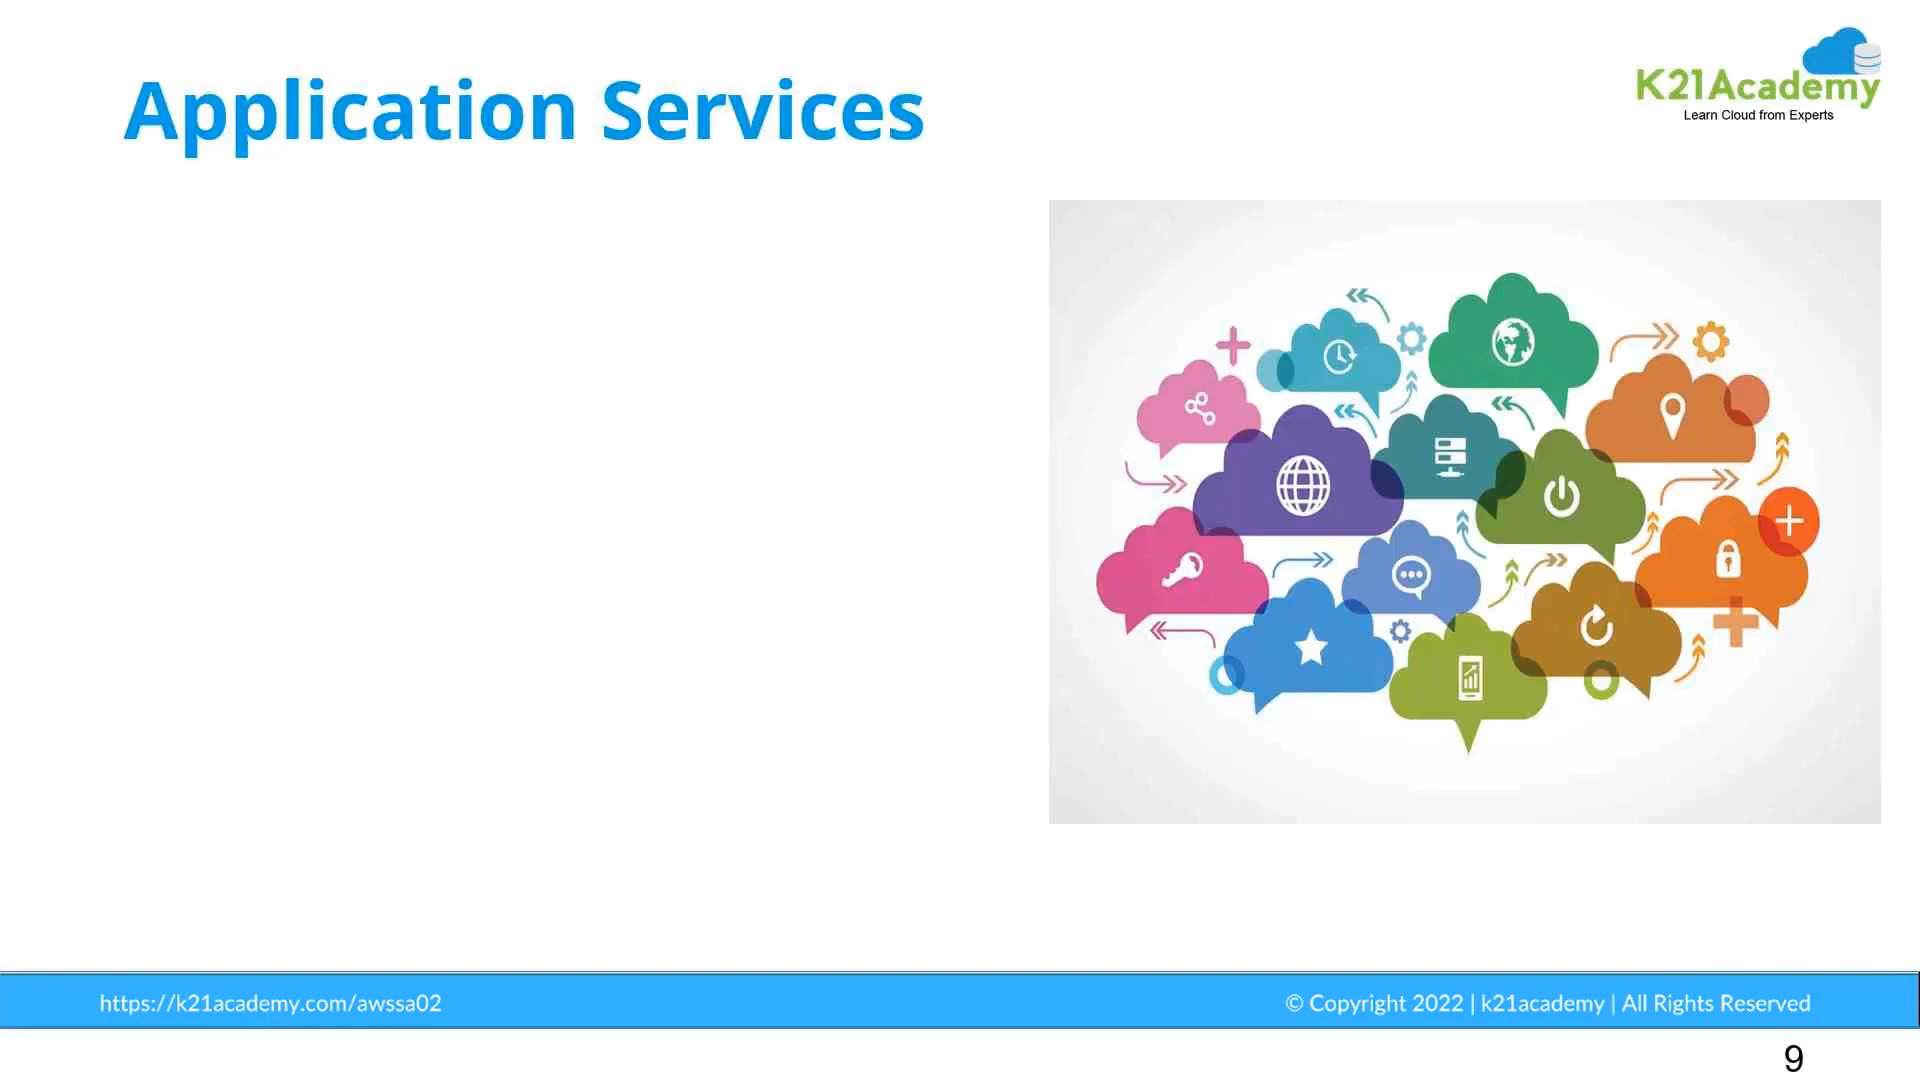 Application Services
K21Academy
Learn Cloud from Experts
https://k21academy.com/awssa02
© Copyright 2022 | k21academy | All Rights Reserved
9